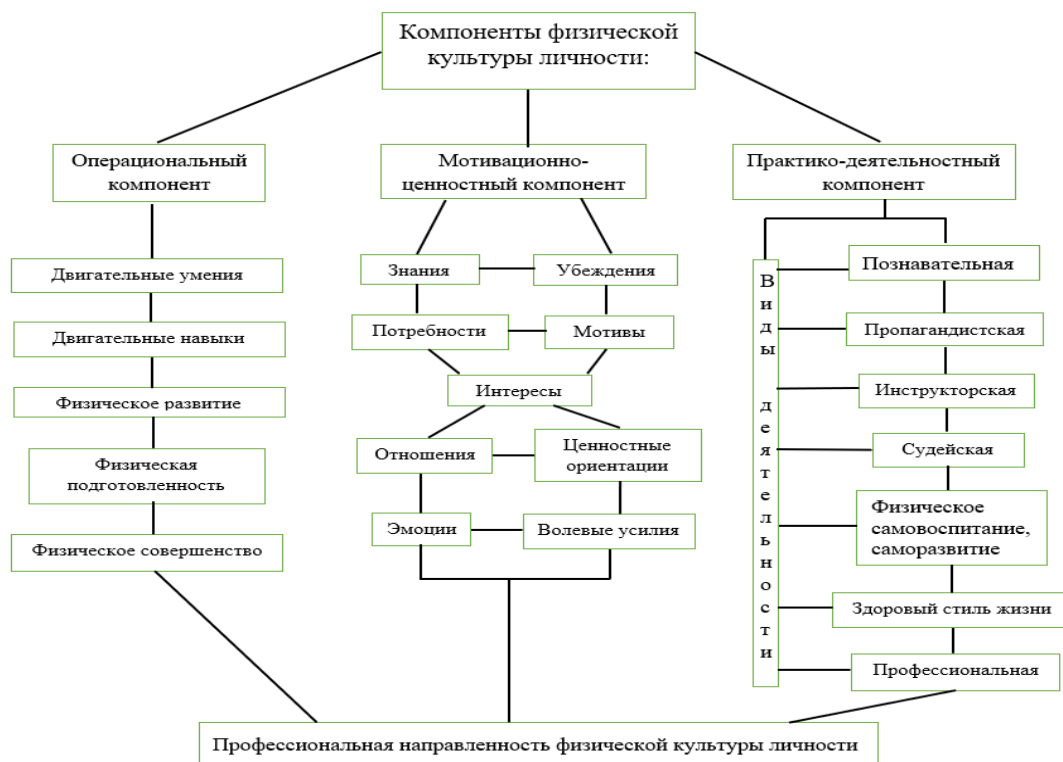 Компоненты физической
культуры личности:
Операциональный
компонент
Двигательные умения
Двигательные навыки
Физическое развитие
Физическая
подготовленность
Физическое совершенство
Мотивационно-
ценностный компонент
Знания
Убеждения
Потребности
Мотивы
Интересы
Отношения
Ценностные
ориентации
Эмоции
Волевые усилия
Практико-деятельностный
компонент
Виды деятельности
Познавательная
Пропагандистская
Инструкторская
Судейская
Физическое
самовоспитание,
саморазвитие
Здоровый стиль жизни
Профессиональная
Профессиональная направленность физической культуры личности